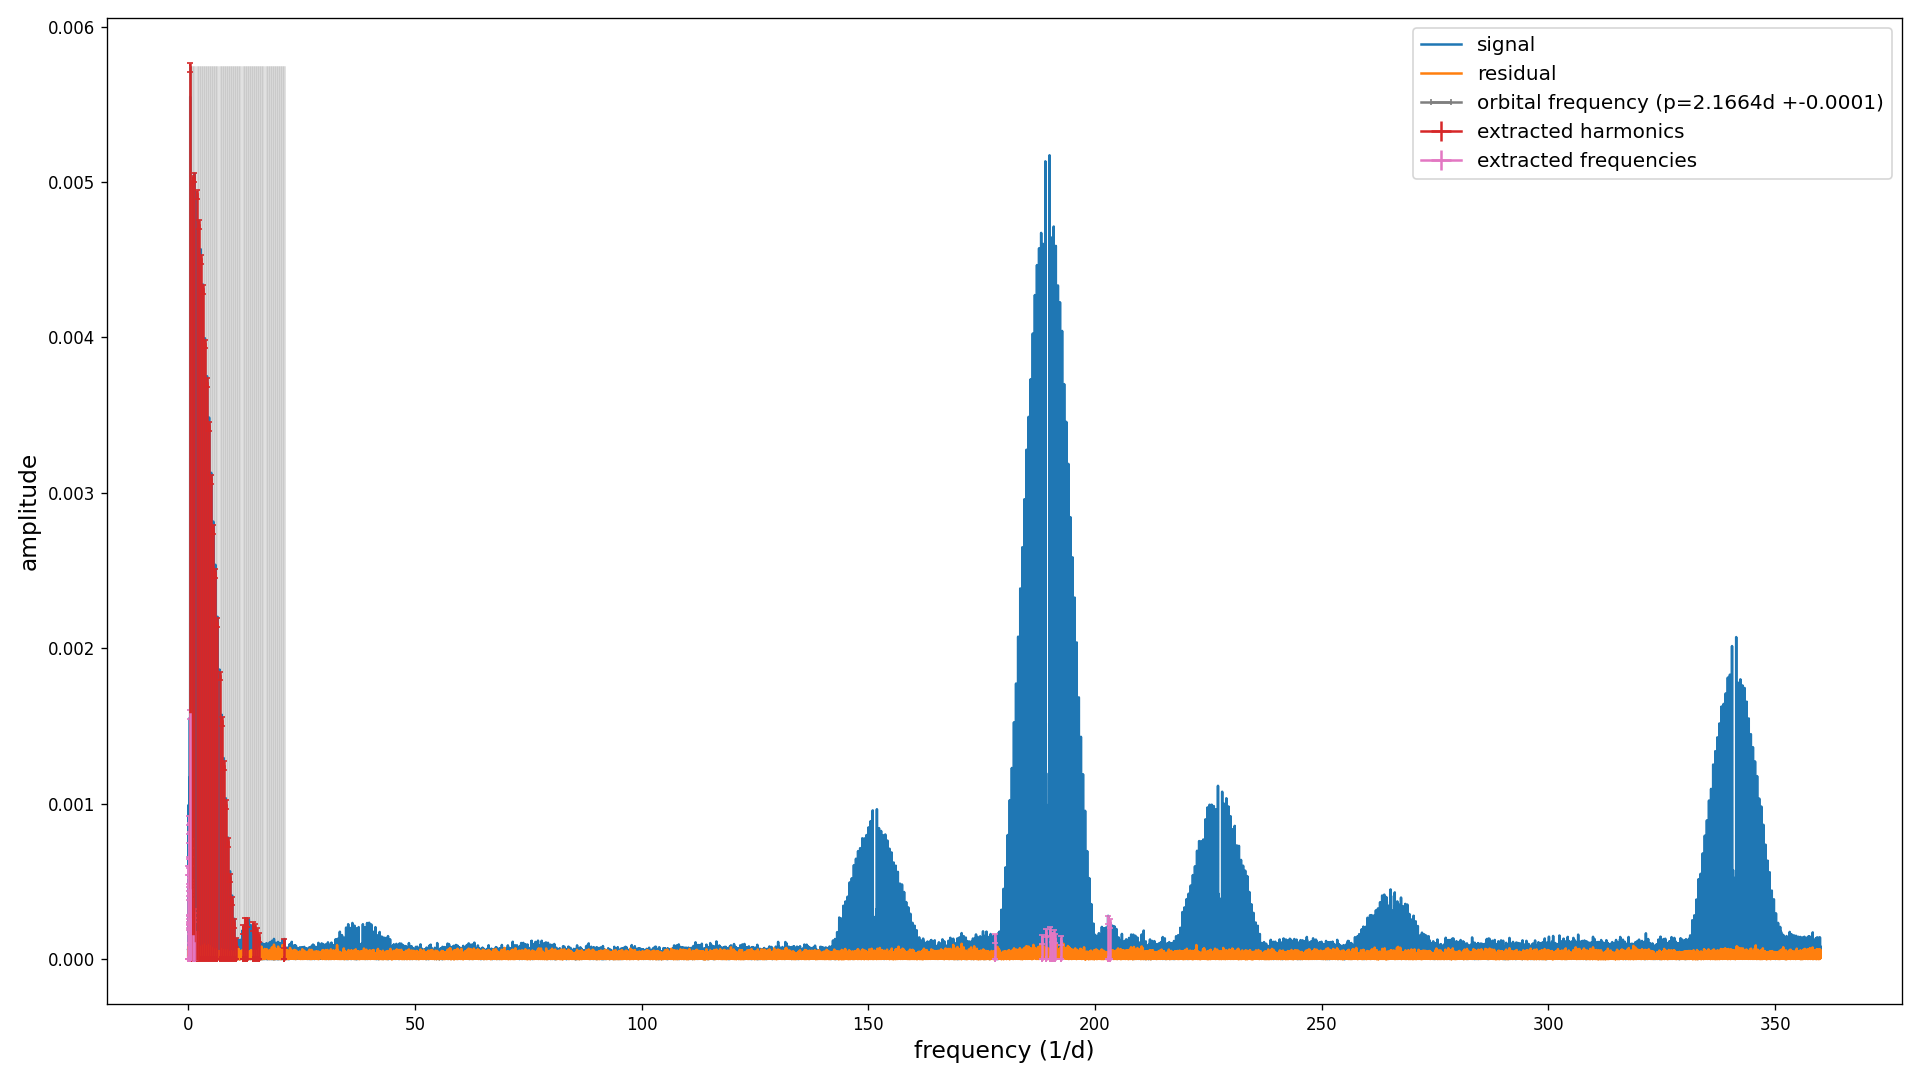 signal
residual
orbital frequency (p=2.1664d +-0.0001)
extracted harmonics
extracted frequencies
0.006
0.005
0.004
0.003
0.002
0.001
0.000
amplitude
0 50 100 150 200 250 300 350
frequency (1/d)